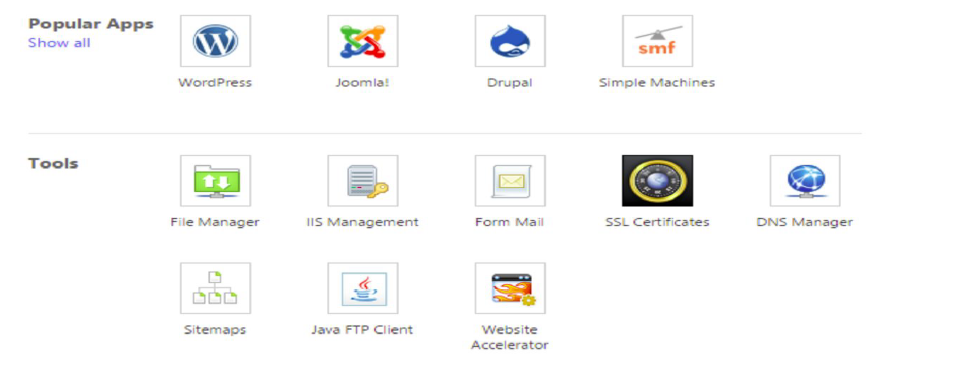 Popular Apps
Show all
smf
WordPress
Joomla!
Drupal
Simple Machines
Tools
File Manager
IIS Management
Form Mail
SSL Certificates
DNS Manager
Sitemaps
Java FTP Client
Website
Accelerator